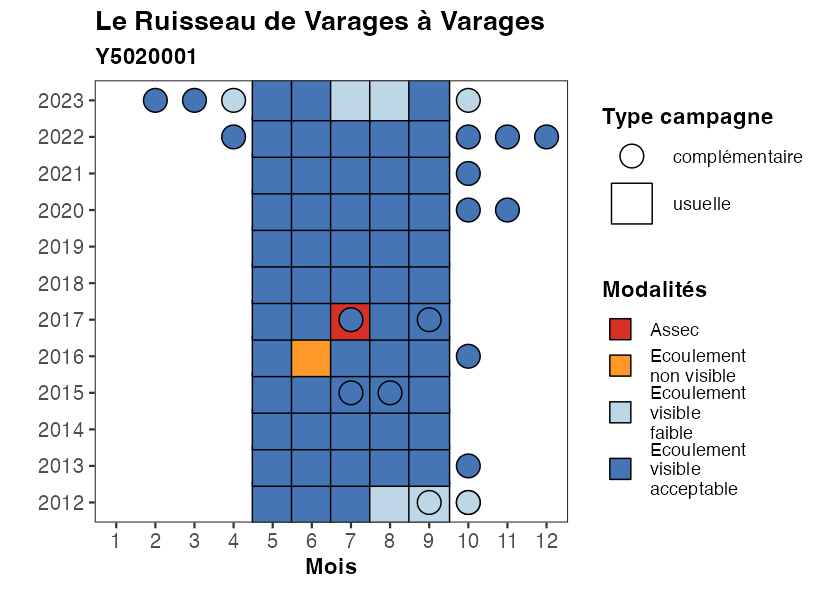 Le Ruisseau de Varages à Varages
Y5020001
2023
2022
2021
2020
2019
2018
2017
2016
2015
2014
2013
2012
1 2 3 4 5 6 7 8 9 10 11 12
Mois
Type campagne
complémentaire
usuelle
Modalités
Assec
Ecoulement
non visible
Ecoulement
visible
faible
Ecoulement
visible
acceptable